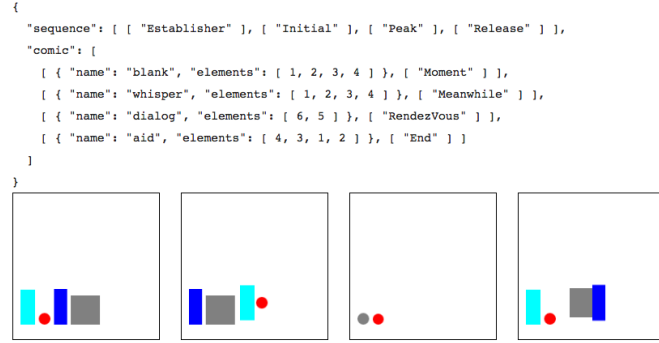 {
"sequence": [ [ "Establisher" ], [ "Initial" ], [ "Peak" ], [ "Release" ] ],
"comic": [
[ { "name": "blank", "elements": [ 1, 2, 3, 4 ] }, [ "Moment" ] ],
[ { "name": "whisper", "elements": [ 1, 2, 3, 4 ] }, [ "Meanwhile" ] ],
[ { "name": "dialog", "elements": [ 6, 5 ] }, [ "RendezVous" ] ],
[ { "name": "aid", "elements": [ 4, 3, 1, 2 ] }, [ "End" ] ]
]
}